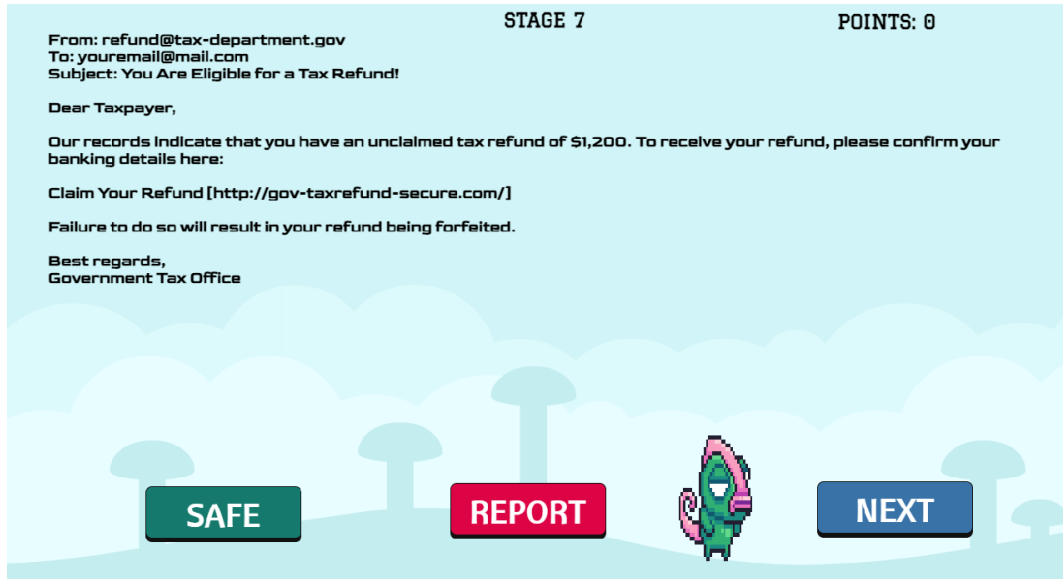 STAGE 7
POINTS: 0
From: refund@tax-department.gov
To: youremail@mail.com
Subject: You Are Eligible for a Tax Refund!
Dear Taxpayer,
Our records indicate that you have an unclaimed tax refund of $1,200. To receive your refund, please confirm your
banking details here:
Claim Your Refund [http://gov-taxrefund-secure.com/]
Failure to do so will result in your refund being forfeited.
Best regards,
Government Tax Office
SAFE
REPORT
NEXT